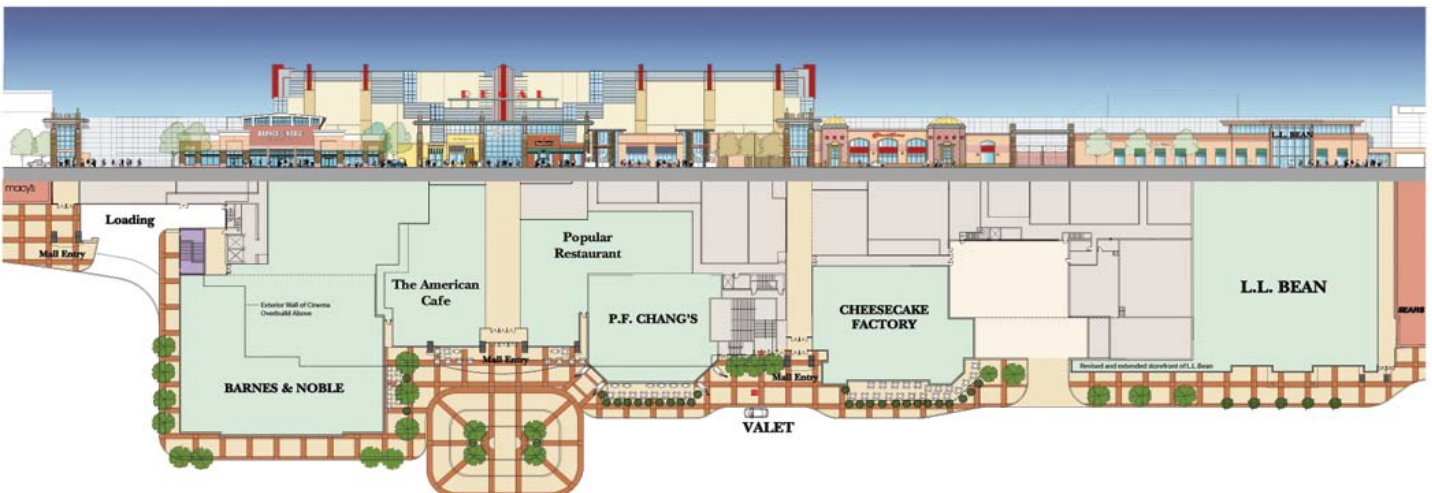 REGAL
BARNES & NOBLE
L.L. BEAN
macy's
Loading
Mall Entry
Popular
Restaurant
The American
Cafe
Exterior Wall of Cinema
Overbuild Above
P.F. CHANG'S
CHEESECAKE
FACTORY
L.L. BEAN
SEARS
Mall Entry
Mall Entry
Revised and extended storefront of L.L. Bean
BARNES & NOBLE
VALET